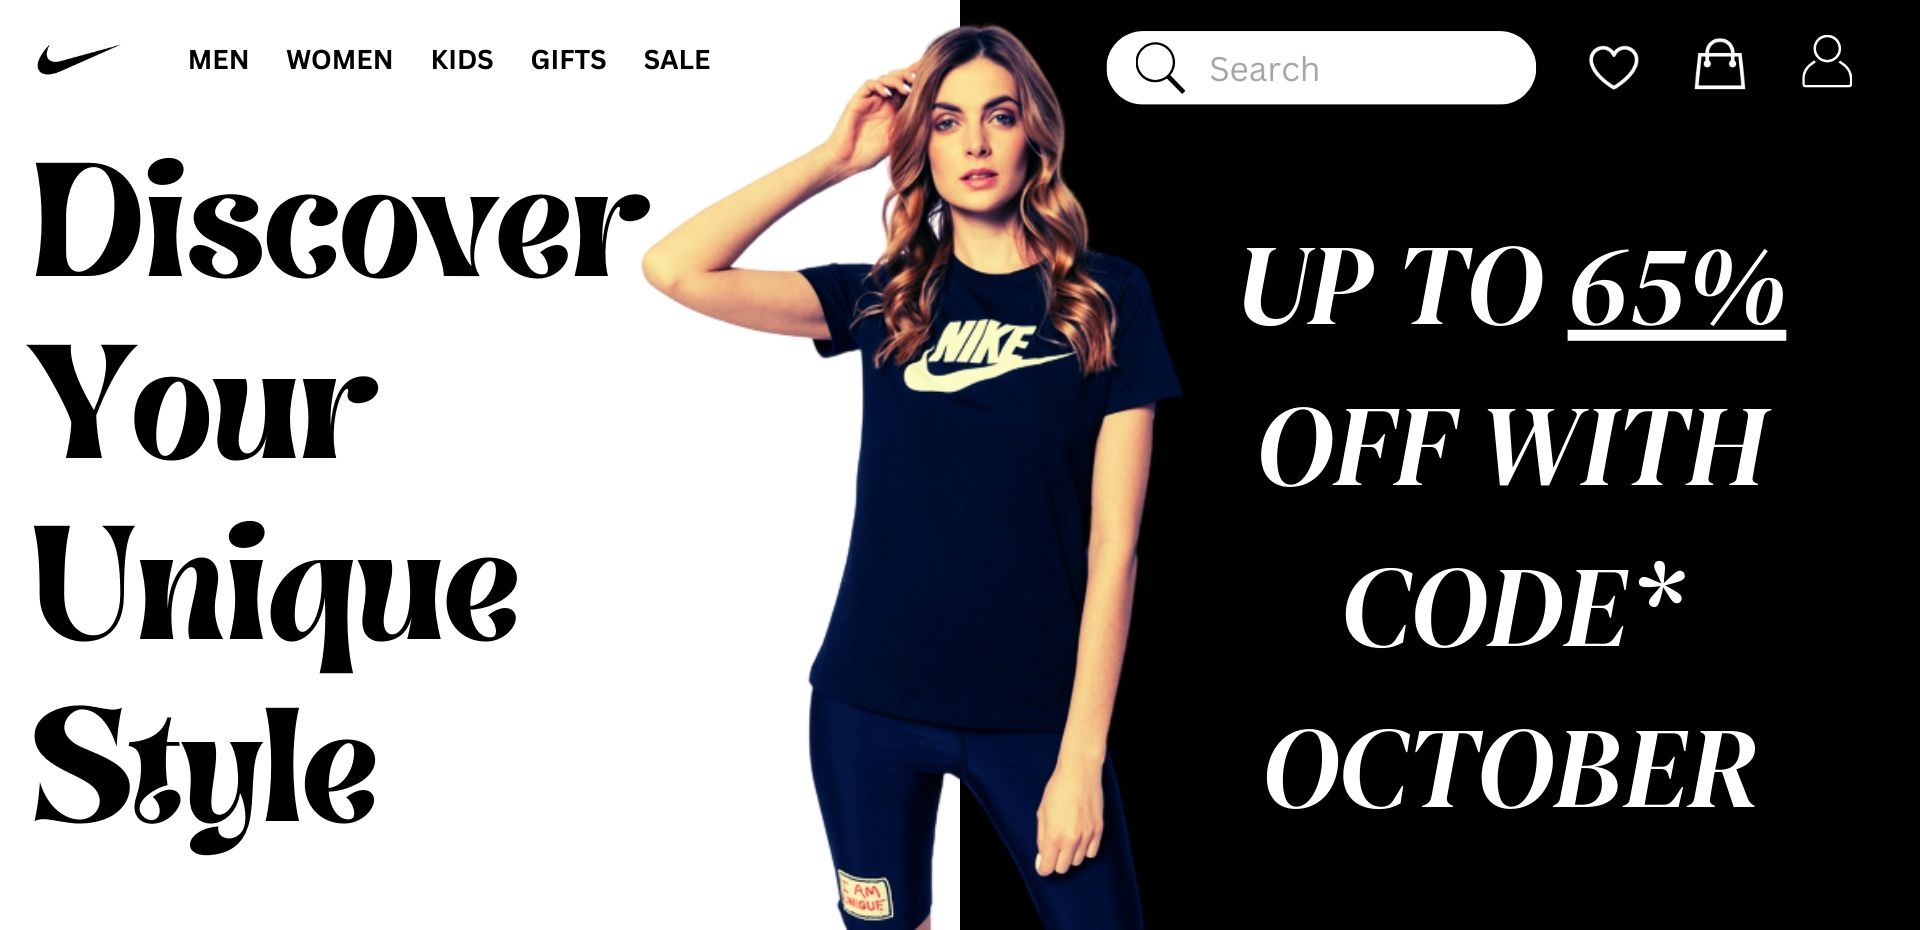 MEN WOMEN KIDS GIFTS SALE
Search
Discover
Your
Unique
Style
NIKE
UP TO 65%
OFF WITH
CODE*
OCTOBER
I AM
UNIQUE